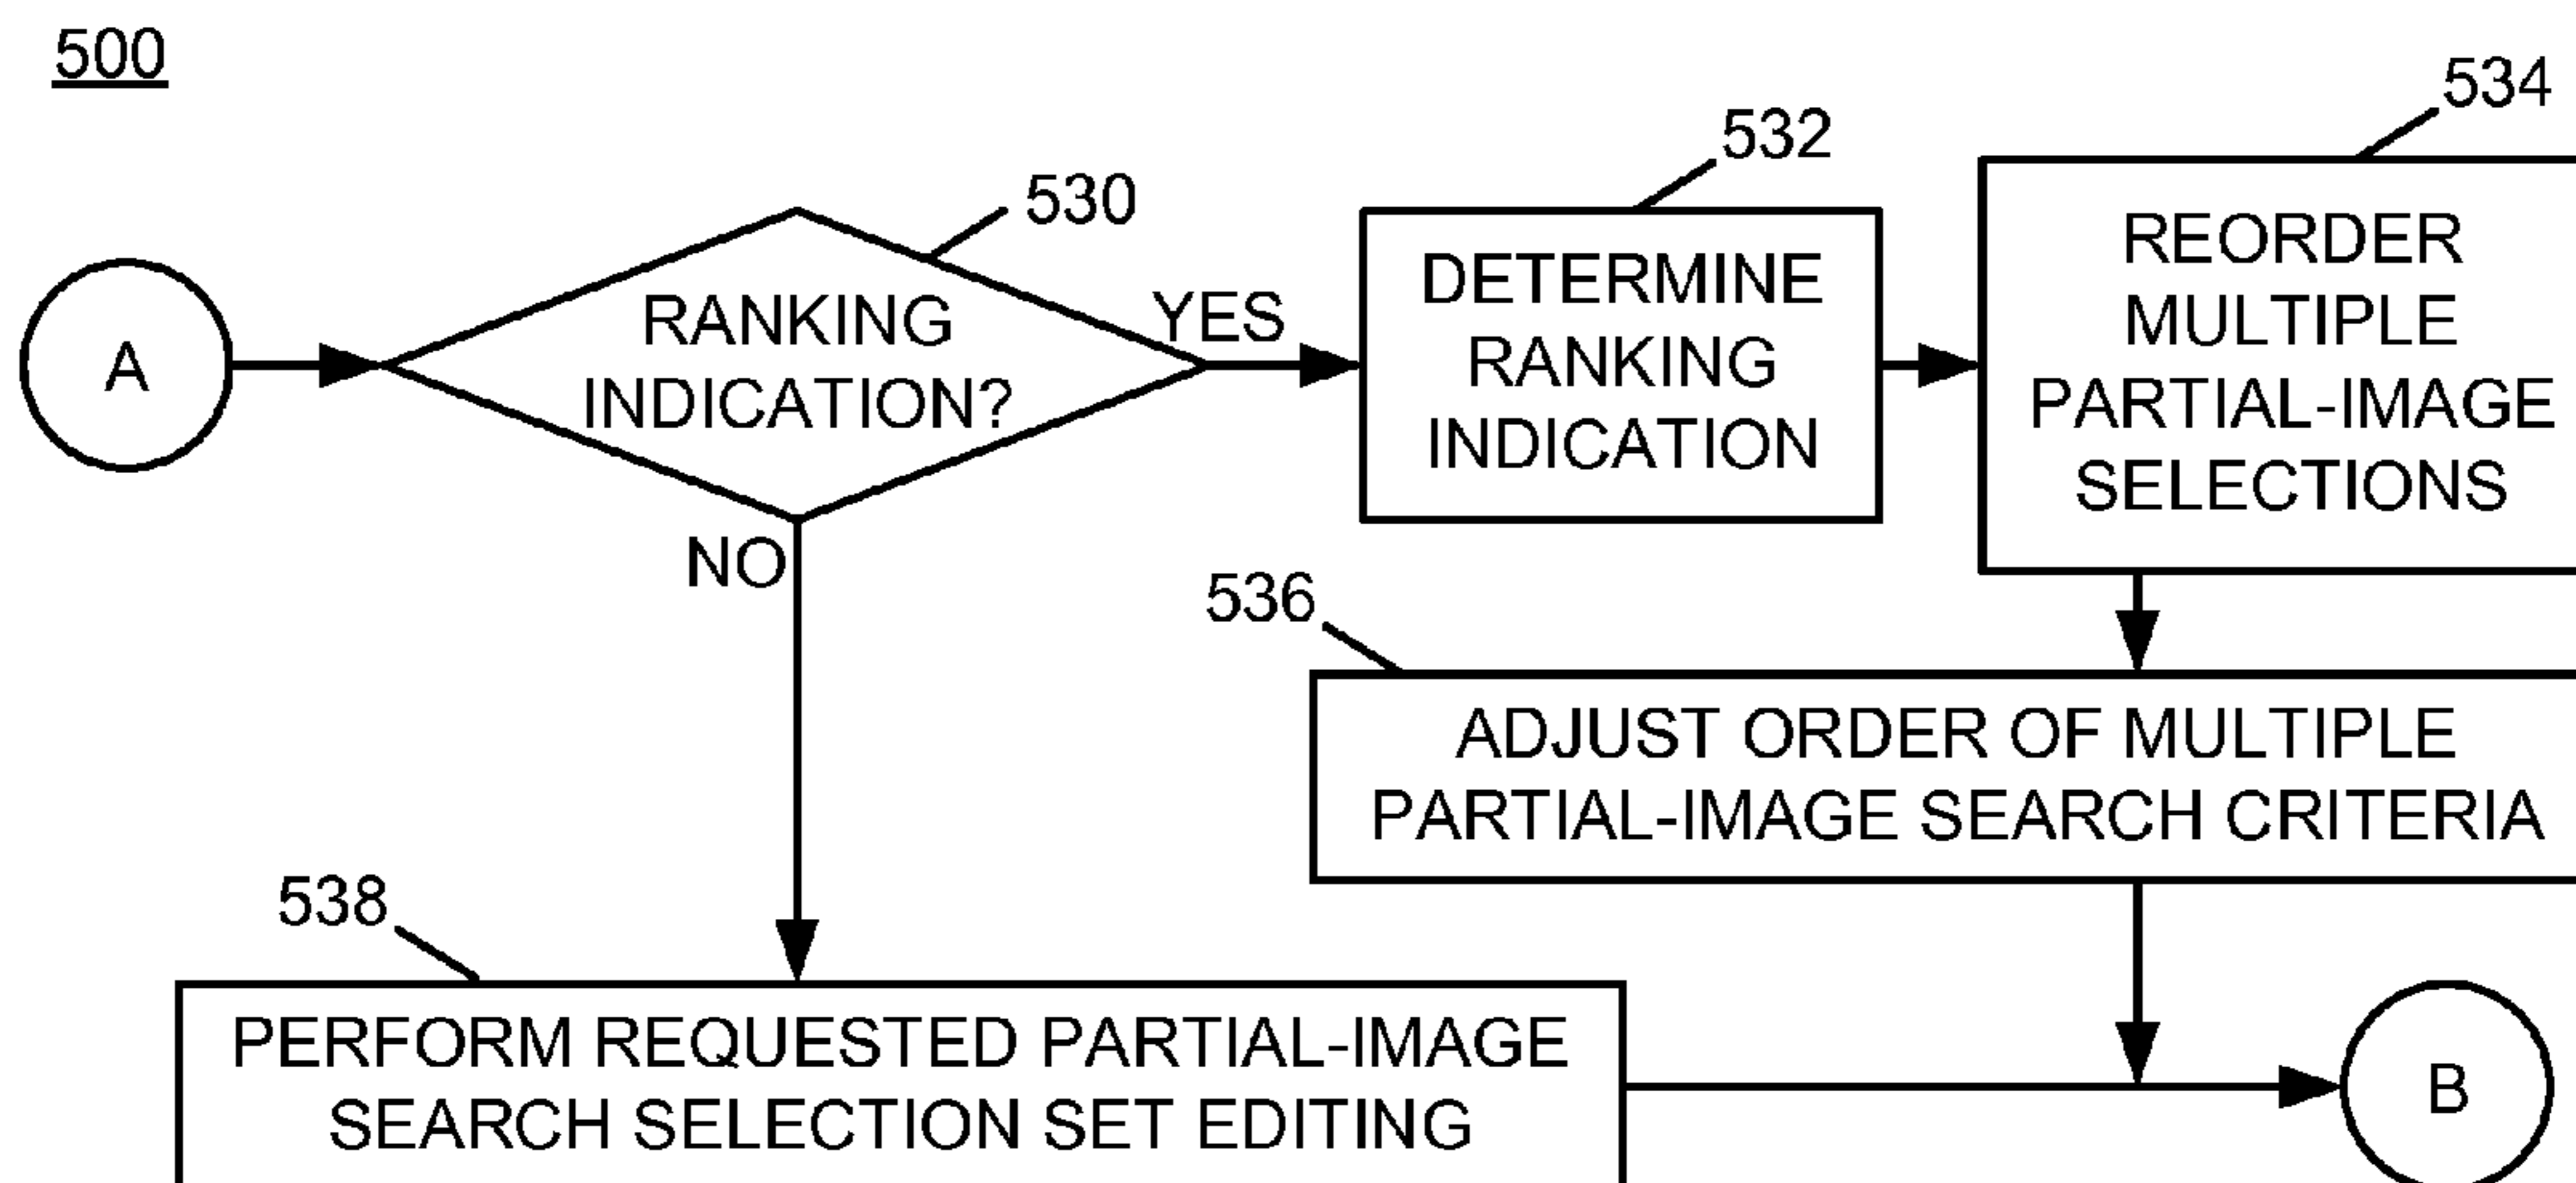 500
A
530
RANKING
INDICATION?
YES
NO
532
DETERMINE
RANKING
INDICATION
534
REORDER
MULTIPLE
PARTIAL-IMAGE
SELECTIONS
536
ADJUST ORDER OF MULTIPLE
PARTIAL-IMAGE SEARCH CRITERIA
538
PERFORM REQUESTED PARTIAL-IMAGE
SEARCH SELECTION SET EDITING
B